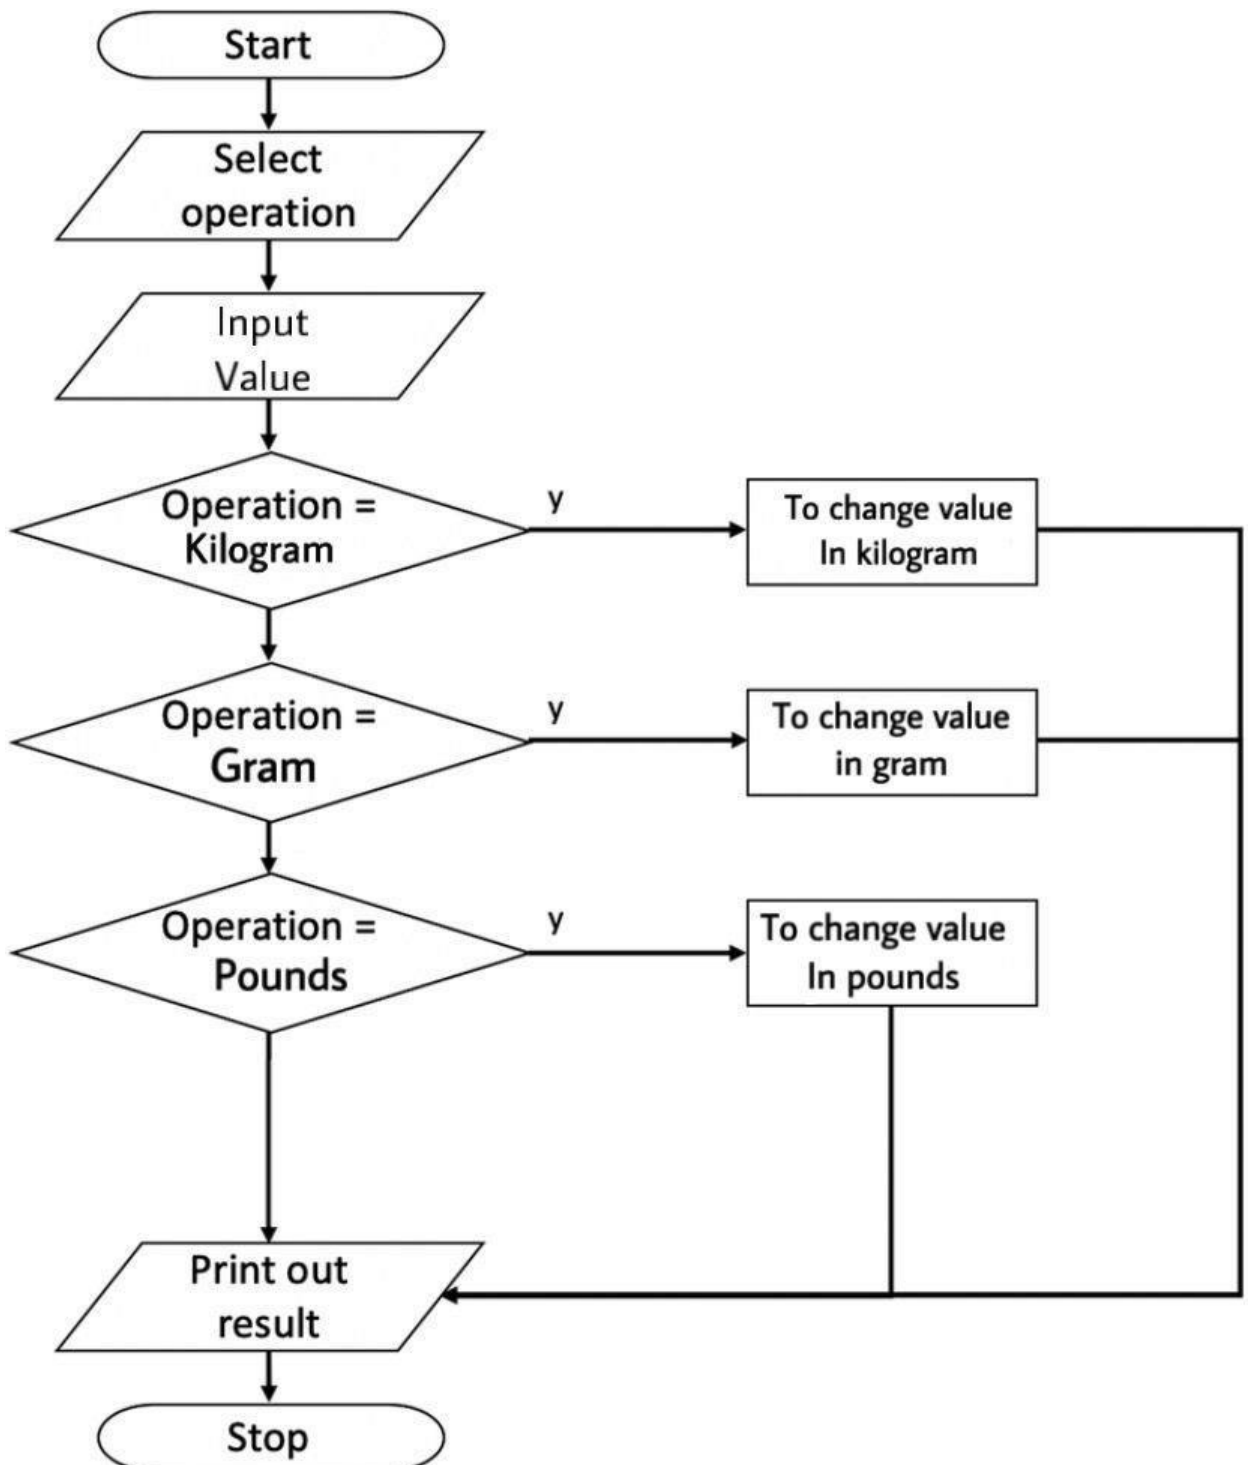 Start
Select
operation
Input
Value
Operation =
Kilogram
y
To change value
In kilogram
Operation =
Gram
y
To change value
in gram
Operation =
Pounds
y
To change value
In pounds
Print out
result
Stop